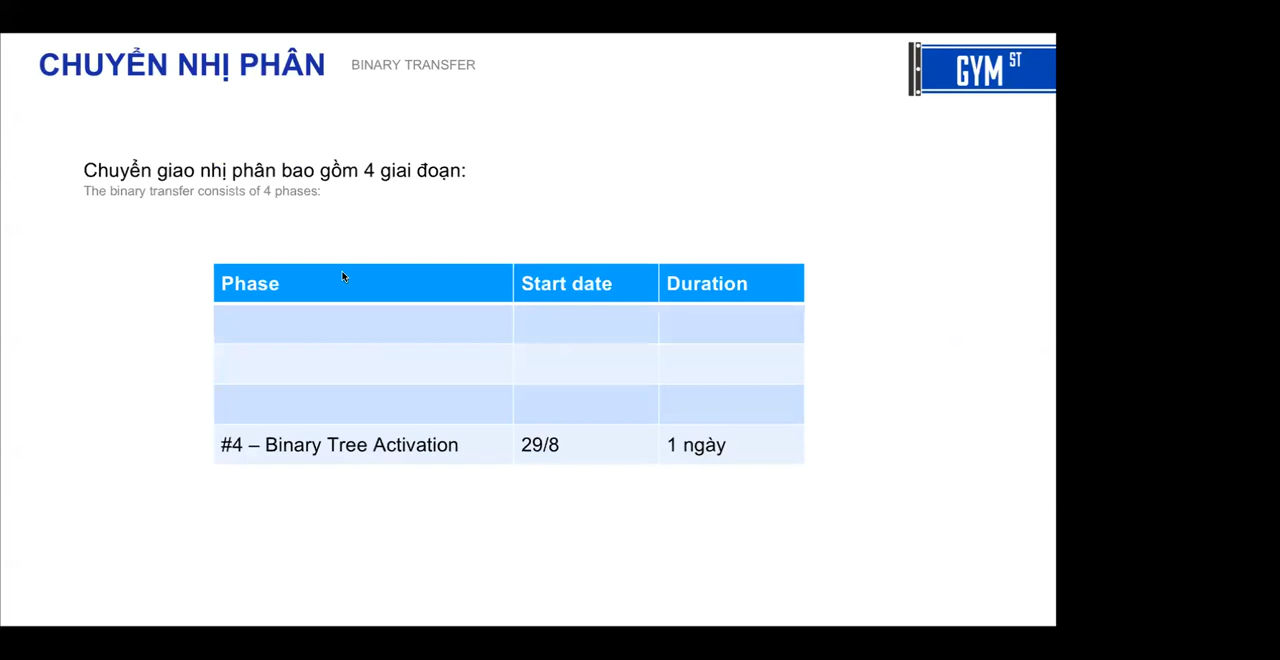 CHUYỂN NHỊ PHÂN BINARY TRANSFER
GYM ST
Chuyển giao nhị phân bao gồm 4 giai đoạn:
The binary transfer consists of 4 phases:
Phase Start date Duration
#4 – Binary Tree Activation 29/8 1 ngày